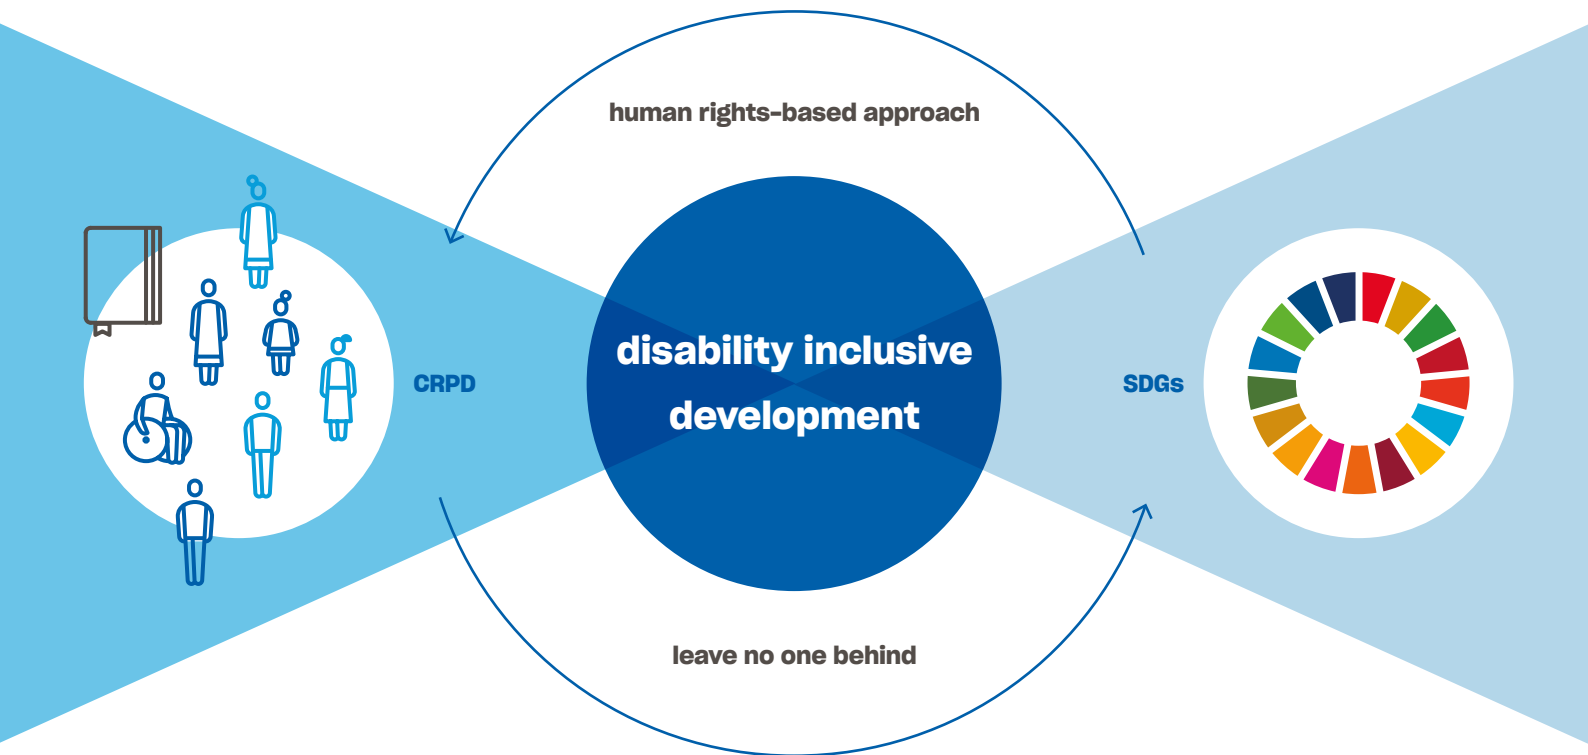 human rights-based approach
CRPD
disability inclusive
development
SDGs
leave no one behind